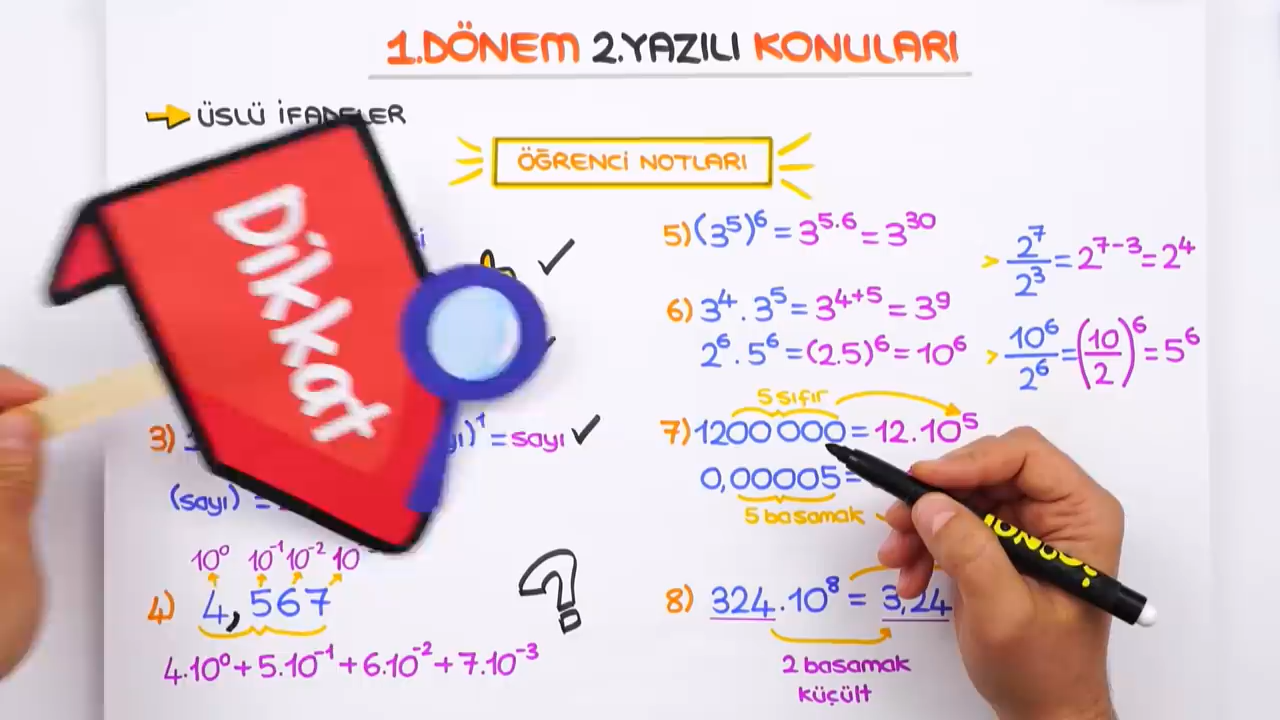 1.DÖNEM 2.YAZILI KONULARI
ÜSLÜ İFADELER
ÖĞRENCİ NOTLARI
Dikkat
3)
=sayı
(sayı) =
10⁰ 10⁻¹ 10⁻² 10
4) 4,567
4.10⁰+5.10⁻¹+6.10⁻²+7.10⁻³
?
5) (3⁵)⁶=3⁵·⁶=3³⁰
6) 3⁴.3⁵=3⁴⁺⁵=3⁹
2⁶.5⁶=(2.5)⁶=10⁶
> 2⁷/2³=2⁷⁻³=2⁴
> 10⁶/2⁶=(10/2)⁶=5⁶
5 sıfır
7) 1200 000=12.10⁵
0,00005=
5 basamak
8) 324.10⁸=3,24
2 basamak
küçült